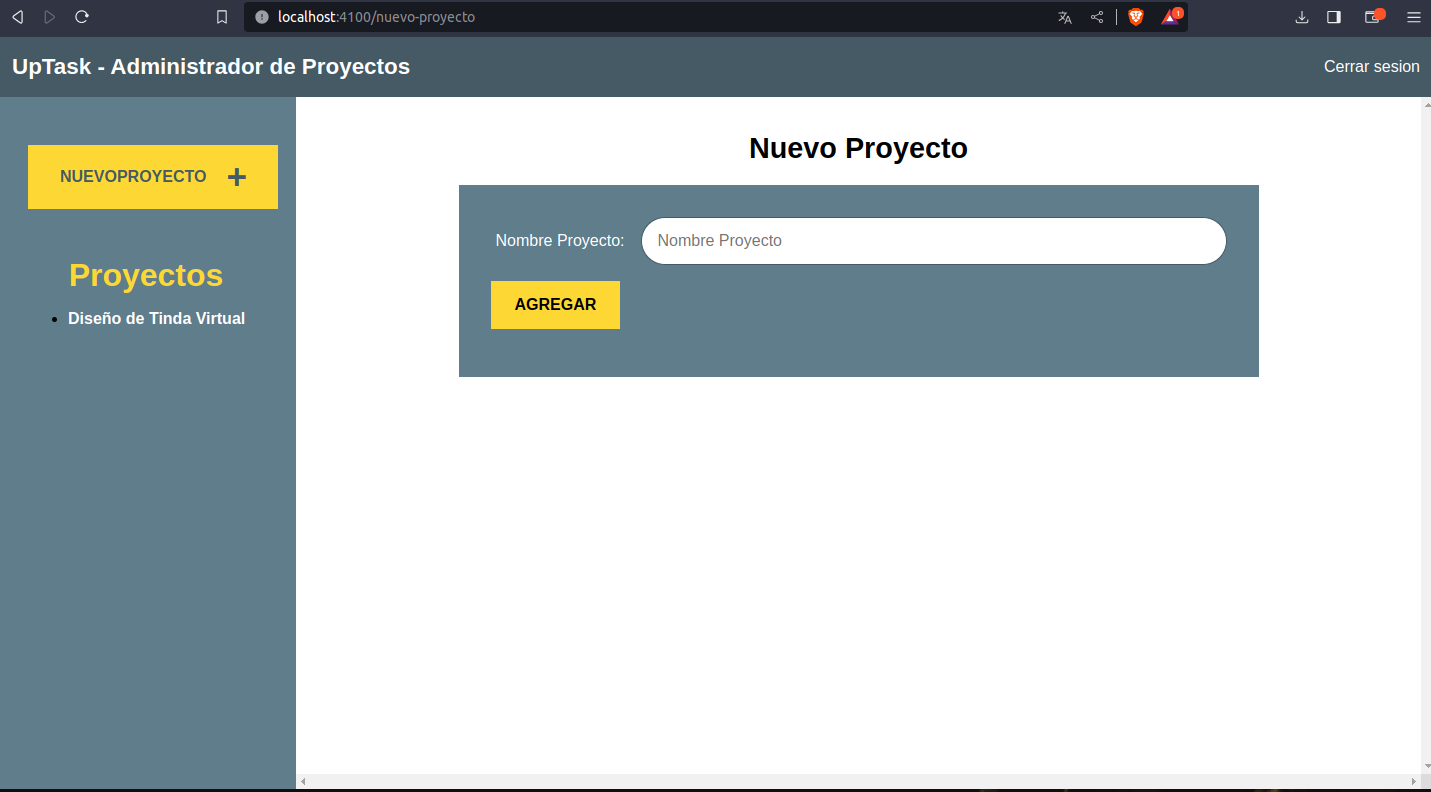 localhost:4100/nuevo-proyecto
1
UpTask - Administrador de Proyectos
Cerrar sesion
NUEVOPROYECTO +
Proyectos
Diseño de Tinda Virtual
Nuevo Proyecto
Nombre Proyecto: Nombre Proyecto
AGREGAR